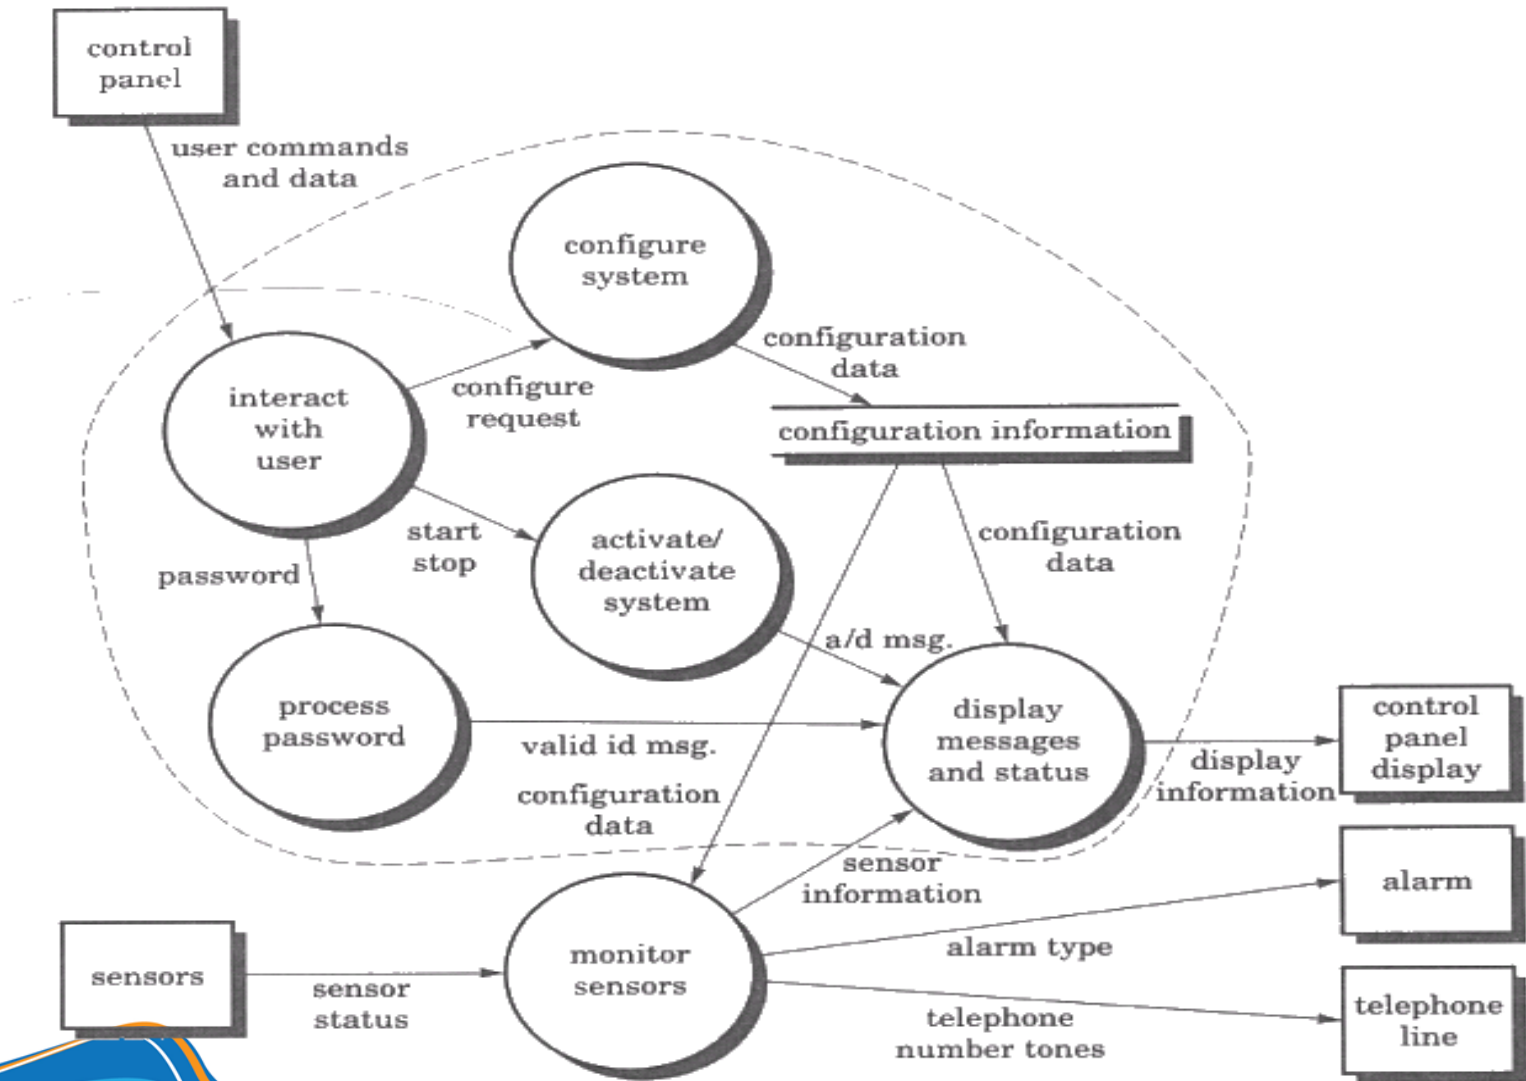 control
panel
user commands
and data
configure
system
configuration
data
configure
request
interact
with
user
configuration information
start
stop
activate/
deactivate
system
configuration
data
password
a/d msg.
process
password
valid id msg.
display
messages
and status
control
panel
display
display
information
configuration
data
sensor
information
alarm
alarm type
sensors
sensor
status
monitor
sensors
telephone
number tones
telephone
line